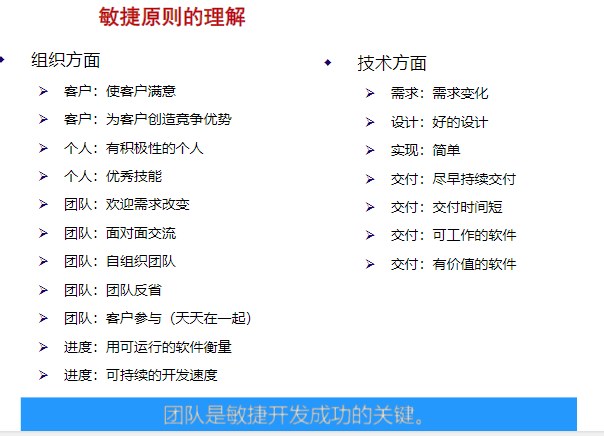 敏捷原则的理解
组织方面
客户：使客户满意
客户：为客户创造竞争优势
个人：有积极性的个人
个人：优秀技能
团队：欢迎需求改变
团队：面对面交流
团队：自组织团队
团队：团队反省
团队：客户参与（天天在一起）
进度：用可运行的软件衡量
进度：可持续的开发速度
技术方面
需求：需求变化
设计：好的设计
实现：简单
交付：尽早持续交付
交付：交付时间短
交付：可工作的软件
交付：有价值的软件
团队是敏捷开发成功的关键。